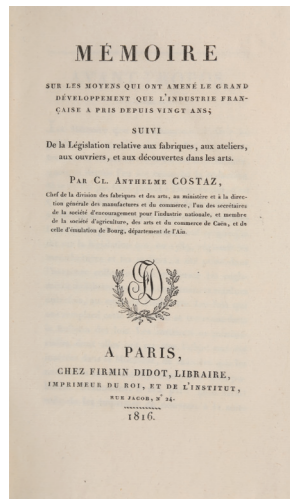 MÉMOIRE
SUR LES MOYENS QUI ONT AMENÉ LE GRAND
DÉVELOPPEMENT QUE L'INDUSTRIE FRAN-
ÇAISE A PRIS DEPUIS VINGT ANS;
SUIVI
De la Législation relative aux fabriques, aux ateliers,
aux ouvriers, et aux découvertes dans les arts.
PAR CL. ANTHELME COSTAZ,
Chef de la division des fabriques et des arts, au ministère et à la direc-
tion générale des manufactures et du commerce, l'un des secrétaires
de la société d'encouragement pour l'industrie nationale, et membre
de la société d'agriculture, des arts et du commerce de Caen, et de
celle d'émulation de Bourg, département de l'Ain
FD
A PARIS,
CHEZ FIRMIN DIDOT, LIBRAIRE,
IMPRIMEUR DU ROI, ET DE L'INSTITUT,
RUE JACOB, N° 24.
1816.